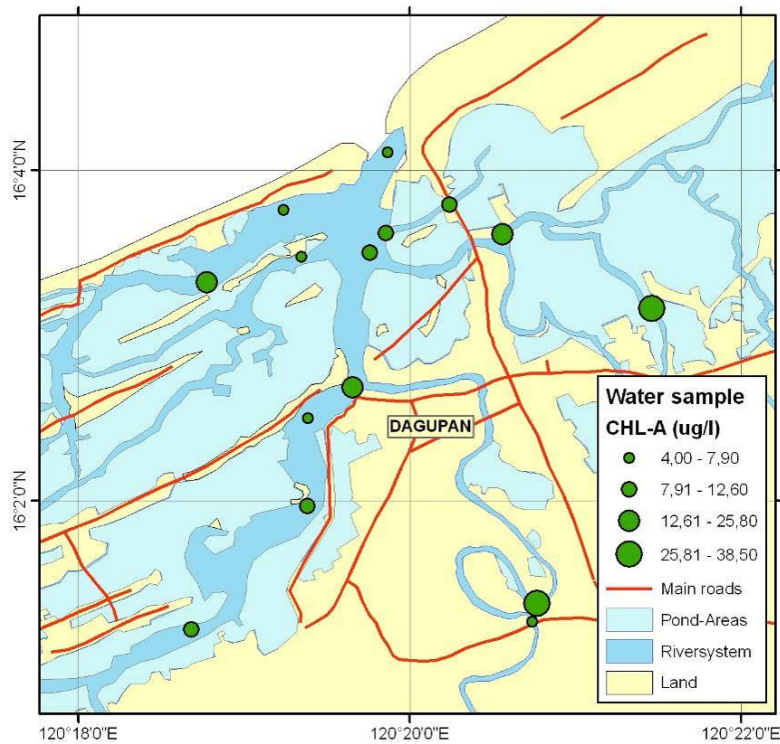 16°4'0"N
16°2'0"N
DAGUPAN
Water sample
CHL-A (ug/l)
4,00 - 7,90
7,91 - 12,60
12,61 - 25,80
25,81 - 38,50
Main roads
Pond-Areas
Riversystem
Land
120°18'0"E
120°20'0"E
120°22'0"E